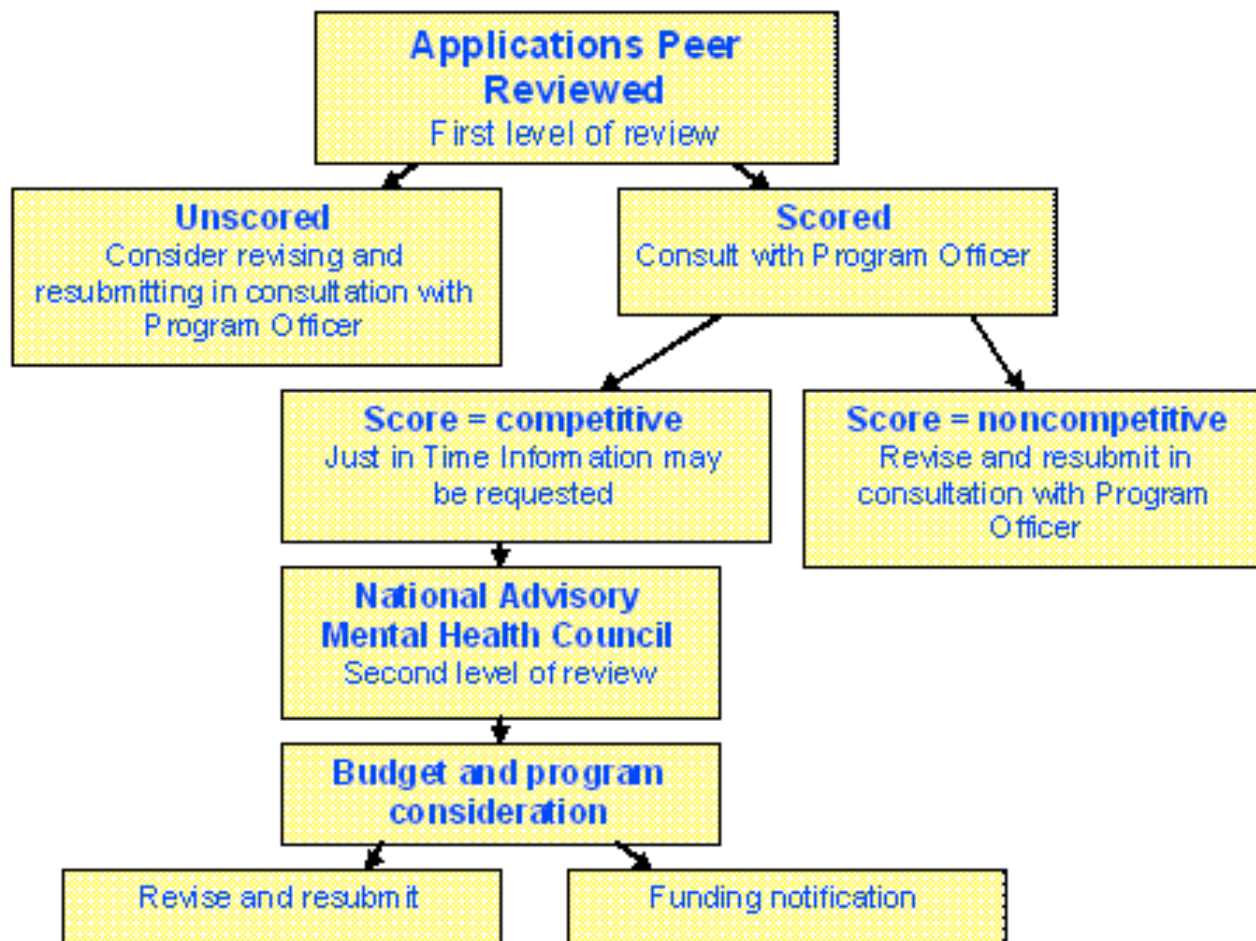 Applications Peer
Reviewed
First level of review
Unscored
Consider revising and
resubmitting in consultation with
Program Officer
Scored
Consult with Program Officer
Score = competitive
Just in Time Information may
be requested
Score = noncompetitive
Revise and resubmit in
consultation with Program
Officer
National Advisory
Mental Health Council
Second level of review
Budget and program
consideration
Revise and resubmit
Funding notification